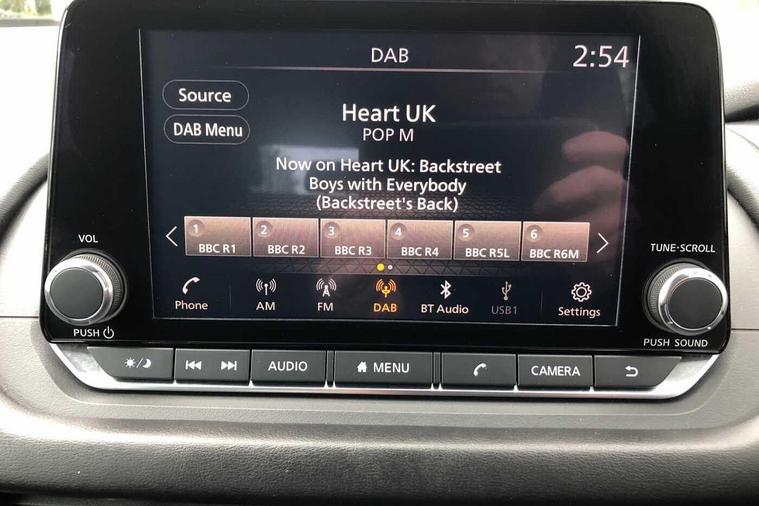 DAB
2:54
Source
DAB Menu
Heart UK
POP M
Now on Heart UK: Backstreet
Boys with Everybody
(Backstreet's Back)
1 2 3 4 5 6
BBC R1 BBC R2 BBC R3 BBC R4 BBC R5L BBC R6M
Phone AM FM DAB BT Audio USB1 Settings
VOL
PUSH
TUNE·SCROLL
PUSH SOUND
AUDIO MENU CAMERA